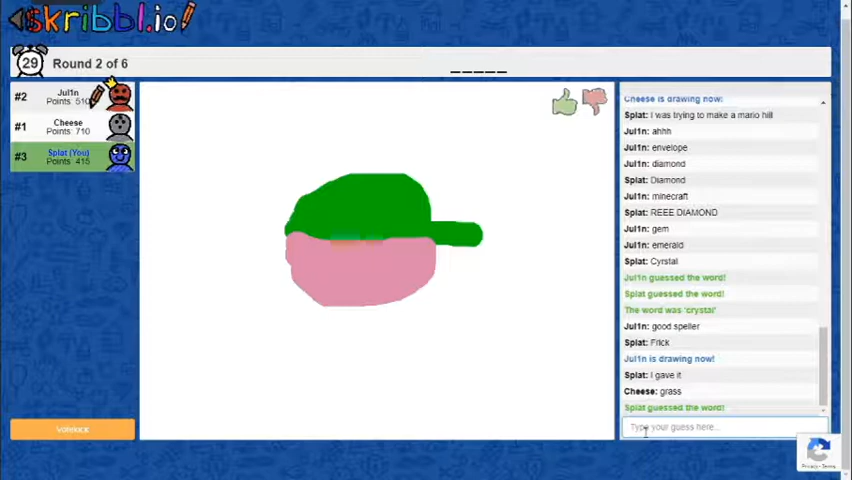 skribbl.io
29
Round 2 of 6
_____
#2
Jul1n
Points: 510
#1
Cheese
Points: 710
#3
Splat (You)
Points: 415
Cheese is drawing now!
Splat: I was trying to make a mario hill
Jul1n: ahhh
Jul1n: envelope
Jul1n: diamond
Splat: Diamond
Jul1n: minecraft
Splat: REEE DIAMOND
Jul1n: gem
Jul1n: emerald
Splat: Cyrstal
Jul1n guessed the word!
Splat guessed the word!
The word was 'crystal'
Jul1n: good speller
Splat: Frick
Jul1n is drawing now!
Splat: I gave it
Cheese: grass
Splat guessed the word!
Type your guess here...
Votekick
Privacy - Terms